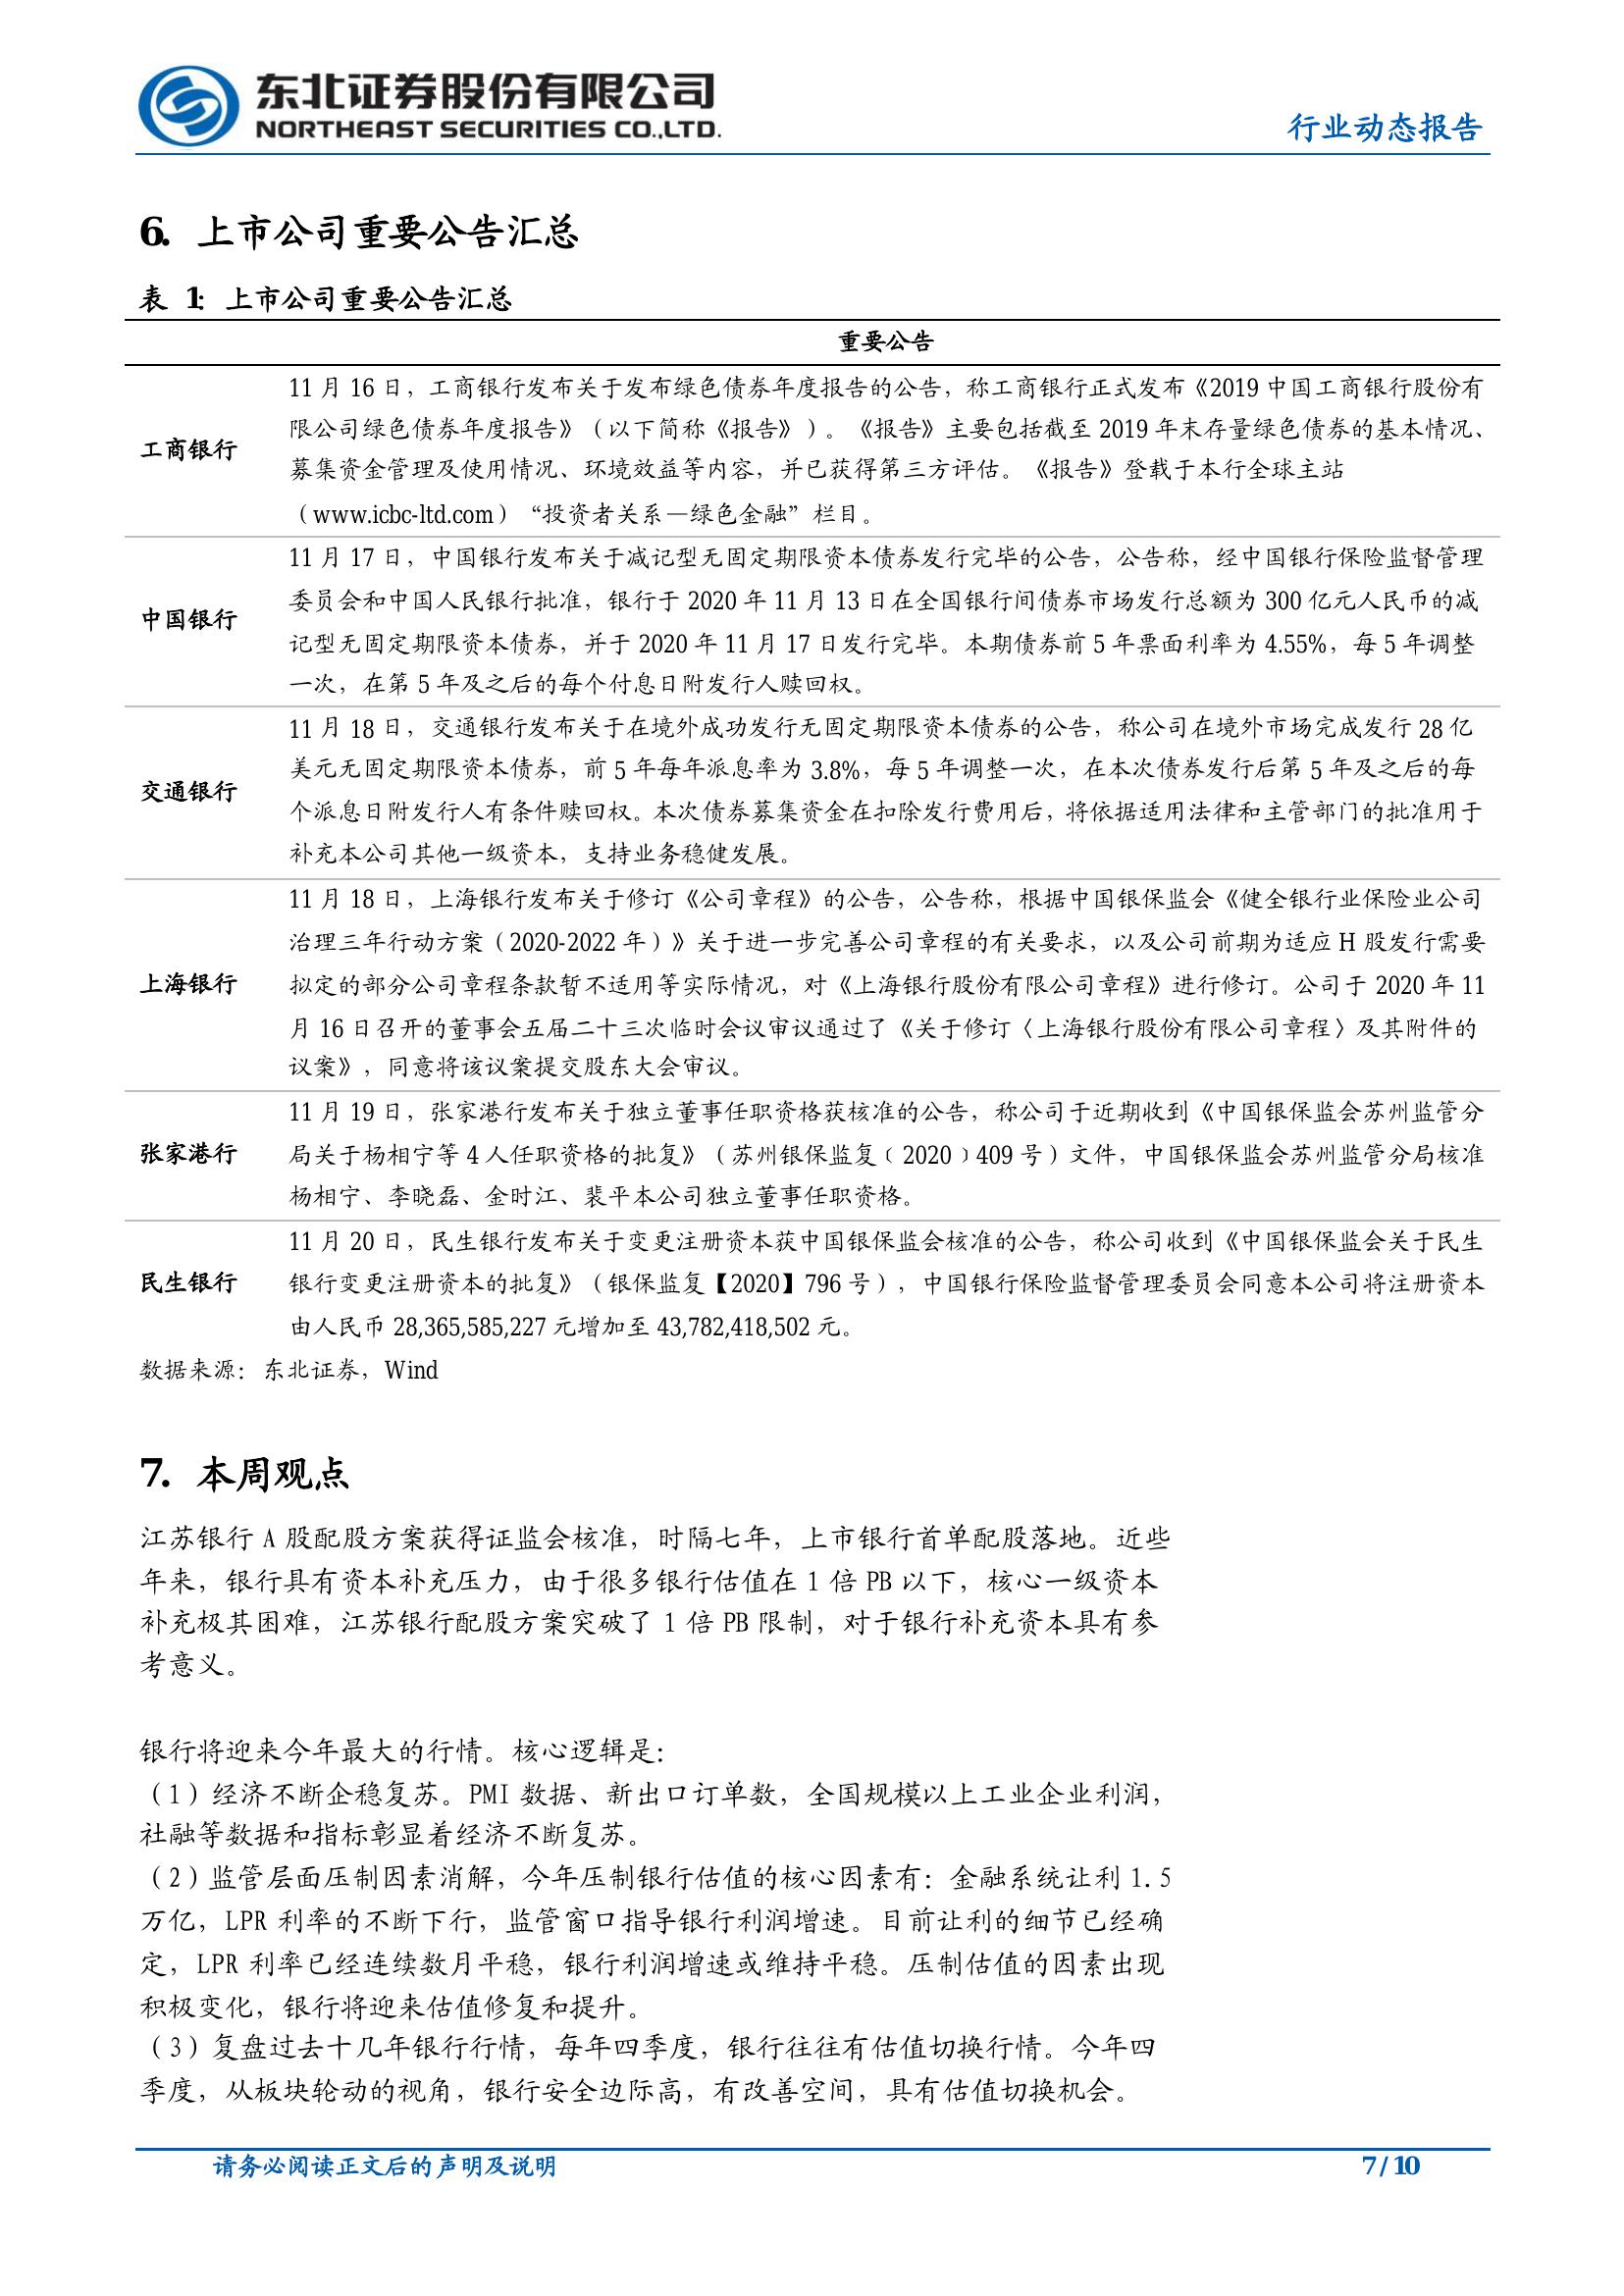 东北证券股份有限公司
NORTHEAST SECURITIES CO.,LTD.
行业动态报告
6. 上市公司重要公告汇总
表 1：上市公司重要公告汇总
重要公告
工商银行
11 月 16 日，工商银行发布关于发布绿色债券年度报告的公告，称工商银行正式发布《2019 中国工商银行股份有
限公司绿色债券年度报告》（以下简称《报告》）。《报告》主要包括截至 2019 年末存量绿色债券的基本情况、
募集资金管理及使用情况、环境效益等内容，并已获得第三方评估。《报告》登载于本行全球主站
（www.icbc-ltd.com）“投资者关系—绿色金融”栏目。
中国银行
11 月 17 日，中国银行发布关于减记型无固定期限资本债券发行完毕的公告，公告称，经中国银行保险监督管理
委员会和中国人民银行批准，银行于 2020 年 11 月 13 日在全国银行间债券市场发行总额为 300 亿元人民币的减
记型无固定期限资本债券，并于 2020 年 11 月 17 日发行完毕。本期债券前 5 年票面利率为 4.55%，每 5 年调整
一次，在第 5 年及之后的每个付息日附发行人赎回权。
交通银行
11 月 18 日，交通银行发布关于在境外成功发行无固定期限资本债券的公告，称公司在境外市场完成发行 28 亿
美元无固定期限资本债券，前 5 年每年派息率为 3.8%，每 5 年调整一次，在本次债券发行后第 5 年及之后的每
个派息日附发行人有条件赎回权。本次债券募集资金在扣除发行费用后，将依据适用法律和主管部门的批准用于
补充本公司其他一级资本，支持业务稳健发展。
上海银行
11 月 18 日，上海银行发布关于修订《公司章程》的公告，公告称，根据中国银保监会《健全银行业保险业公司
治理三年行动方案（2020-2022 年）》关于进一步完善公司章程的有关要求，以及公司前期为适应 H 股发行需要
拟定的部分公司章程条款暂不适用等实际情况，对《上海银行股份有限公司章程》进行修订。公司于 2020 年 11
月 16 日召开的董事会五届二十三次临时会议审议通过了《关于修订〈上海银行股份有限公司章程〉及其附件的
议案》，同意将该议案提交股东大会审议。
张家港行
11 月 19 日，张家港行发布关于独立董事任职资格获核准的公告，称公司于近期收到《中国银保监会苏州监管分
局关于杨相宁等 4 人任职资格的批复》（苏州银保监复﹝2020﹞409 号）文件，中国银保监会苏州监管分局核准
杨相宁、李晓磊、金时江、裴平本公司独立董事任职资格。
民生银行
11 月 20 日，民生银行发布关于变更注册资本获中国银保监会核准的公告，称公司收到《中国银保监会关于民生
银行变更注册资本的批复》（银保监复【2020】796 号），中国银行保险监督管理委员会同意本公司将注册资本
由人民币 28,365,585,227 元增加至 43,782,418,502 元。
数据来源：东北证券，Wind
7. 本周观点
江苏银行 A 股配股方案获得证监会核准，时隔七年，上市银行首单配股落地。近些
年来，银行具有资本补充压力，由于很多银行估值在 1 倍 PB 以下，核心一级资本
补充极其困难，江苏银行配股方案突破了 1 倍 PB 限制，对于银行补充资本具有参
考意义。
银行将迎来今年最大的行情。核心逻辑是：
（1）经济不断企稳复苏。PMI 数据、新出口订单数，全国规模以上工业企业利润，
社融等数据和指标彰显着经济不断复苏。
（2）监管层面压制因素消解，今年压制银行估值的核心因素有：金融系统让利 1.5
万亿，LPR 利率的不断下行，监管窗口指导银行利润增速。目前让利的细节已经确
定，LPR 利率已经连续数月平稳，银行利润增速或维持平稳。压制估值的因素出现
积极变化，银行将迎来估值修复和提升。
（3）复盘过去十几年银行行情，每年四季度，银行往往有估值切换行情。今年四
季度，从板块轮动的视角，银行安全边际高，有改善空间，具有估值切换机会。
请务必阅读正文后的声明及说明
7 / 10